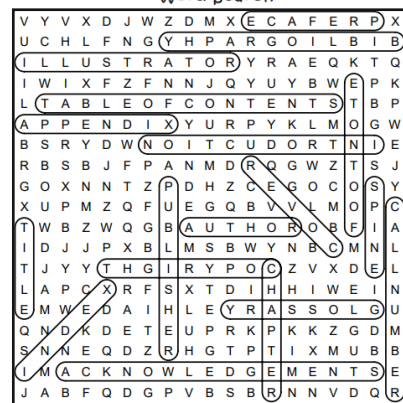 V Y V X D J W Z D M X E C A F E R P X
U C H L F N G Y H P A R G O I L B I B
I L L U S T R A T O R Y R A E Q K T Q
I W I X F Z F N N J Q Y U Y B W E P K
L T A B L E O F C O N T E N T S T B P
A P P E N D I X Y U R P Y K L M O G W
B S R Y D W N O I T C U D O R T N I E
R B S B J F P A N M D R Q G W Z T S J
G O X N N T Z P D H Z C E G O C O S Y
X U P M Z Q F U E G Q B V V L M O P C
T W B Z W Q G B A U T H O R O B F I A
I D J J P X B L M S B W Y N B C M N L
T J Y Y T H G I R Y P O C Z V X D E L
L A P C X R F S X T D I H H I W E I N
E M W E D A I H L E Y R A S S O L G U
Q N D K D E T E U P R K P K K Z G D M
S N N E Q D Z R H G T P T I X M U B B
I M A C K N O W L E D G E M E N T S E
J A B F Q D G P V B S B R N N V D Q R